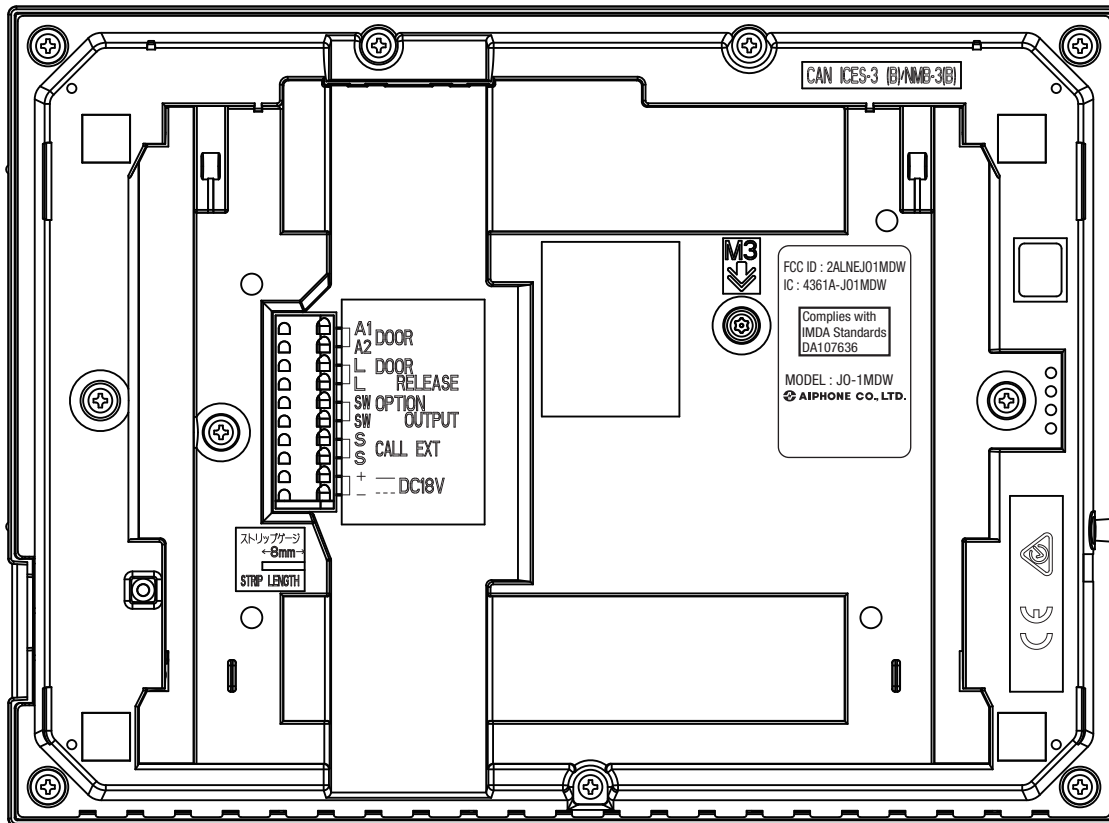 CAN ICES-3 (B)/NMB-3(B)
M3
FCC ID : 2ALNEJ01MDW
IC : 4361A-J01MDW
Complies with
IMDA Standards
DA107636
MODEL : JO-1MDW
AIPHONE CO., LTD.
A1 DOOR
A2
L DOOR
L RELEASE
SW OPTION
SW OUTPUT
S CALL EXT
S
+ DC18V
-
ストリップゲージ
←8mm→
STRIP LENGTH
CE